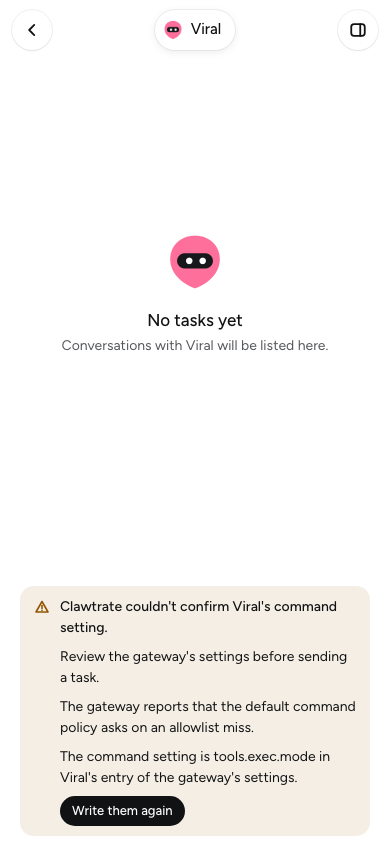 Viral
No tasks yet
Conversations with Viral will be listed here.
Clawtrate couldn't confirm Viral's command
setting.
Review the gateway's settings before sending
a task.
The gateway reports that the default command
policy asks on an allowlist miss.
The command setting is tools.exec.mode in
Viral's entry of the gateway's settings.
Write them again